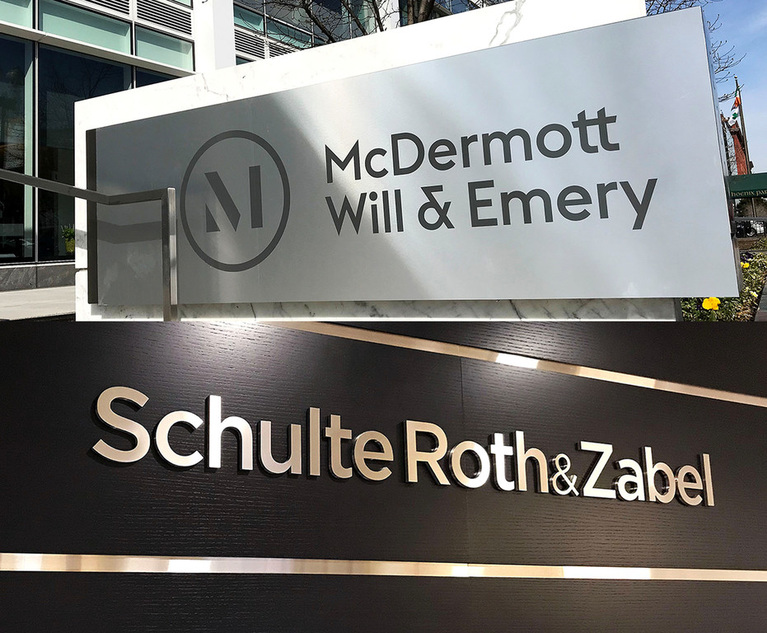 M
McDermott
Will & Emery
Schulte Roth & Zabel